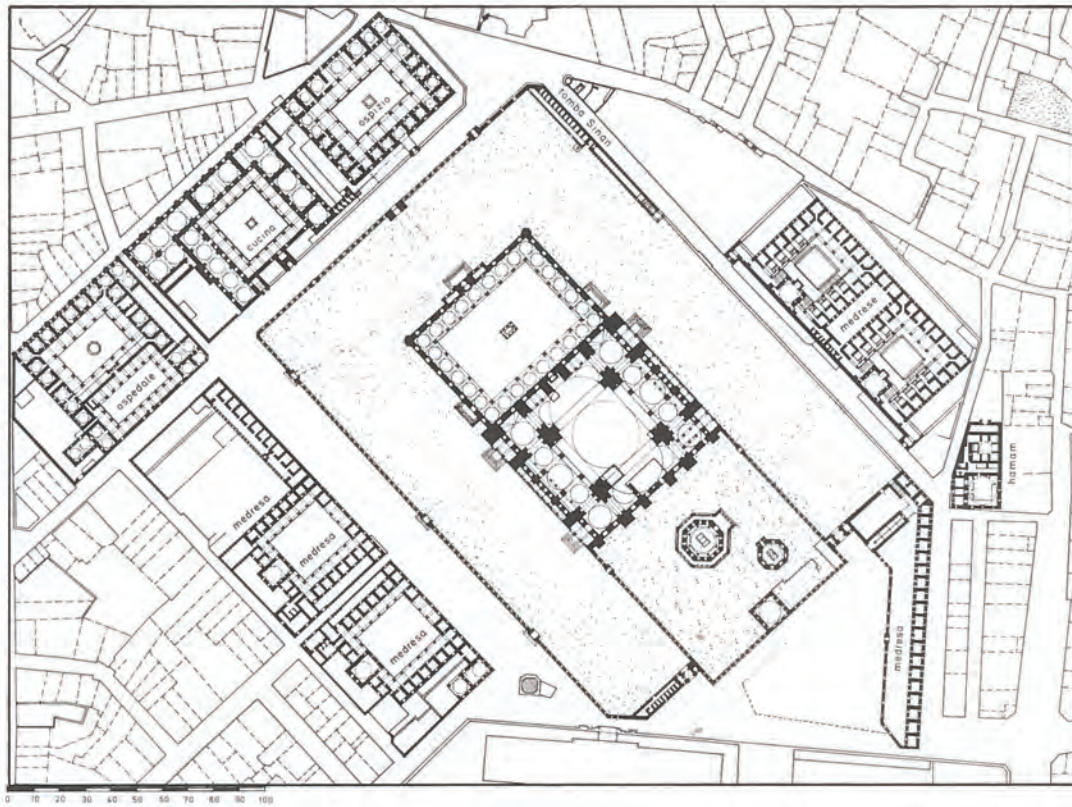 ospizio
tomba Sinan
cucina
medrese
ospedale
hamam
medresa
medresa
medresa
medresa
0 10 20 30 40 50 60 70 80 90 100